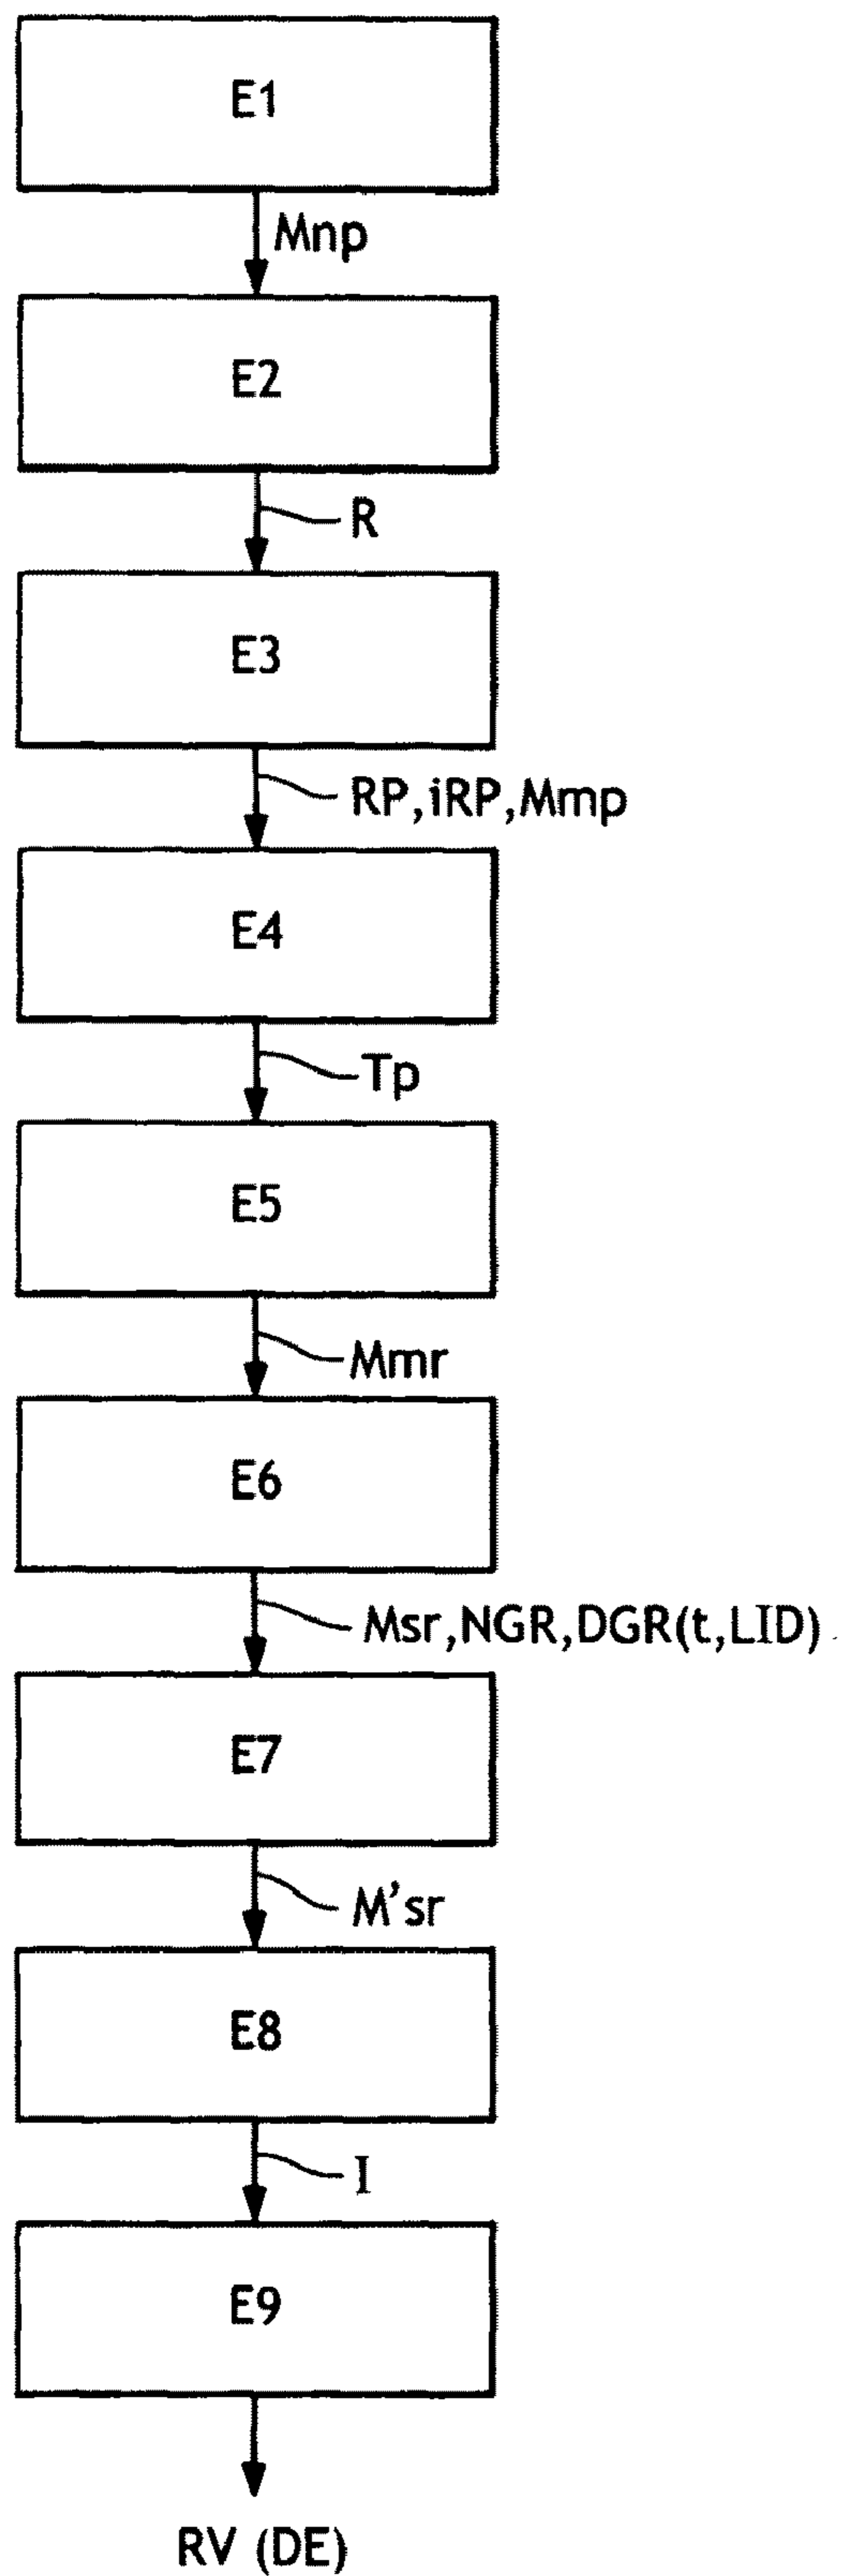 E1
Mnp
E2
R
E3
RP,iRP,Mmp
E4
Tp
E5
Mmr
E6
Msr,NGR,DGR(t,LID)
E7
M’sr
E8
I
E9
RV (DE)